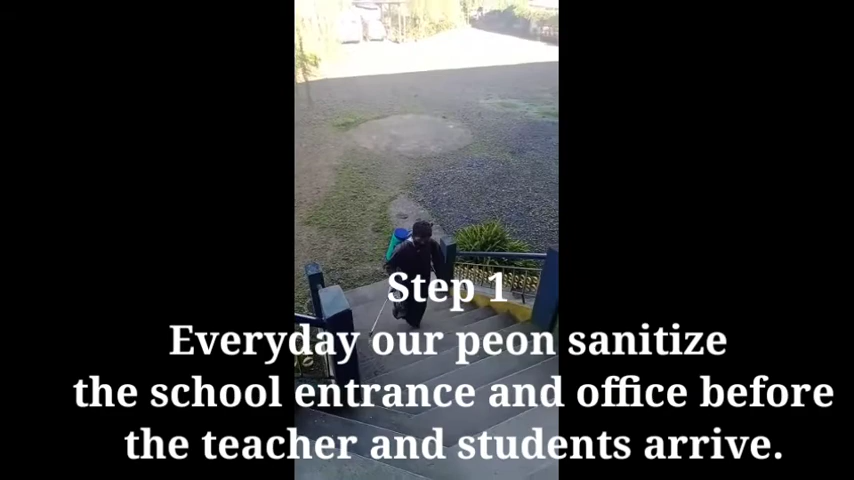 Step 1
Everyday our peon sanitize
the school entrance and office before
the teacher and students arrive.